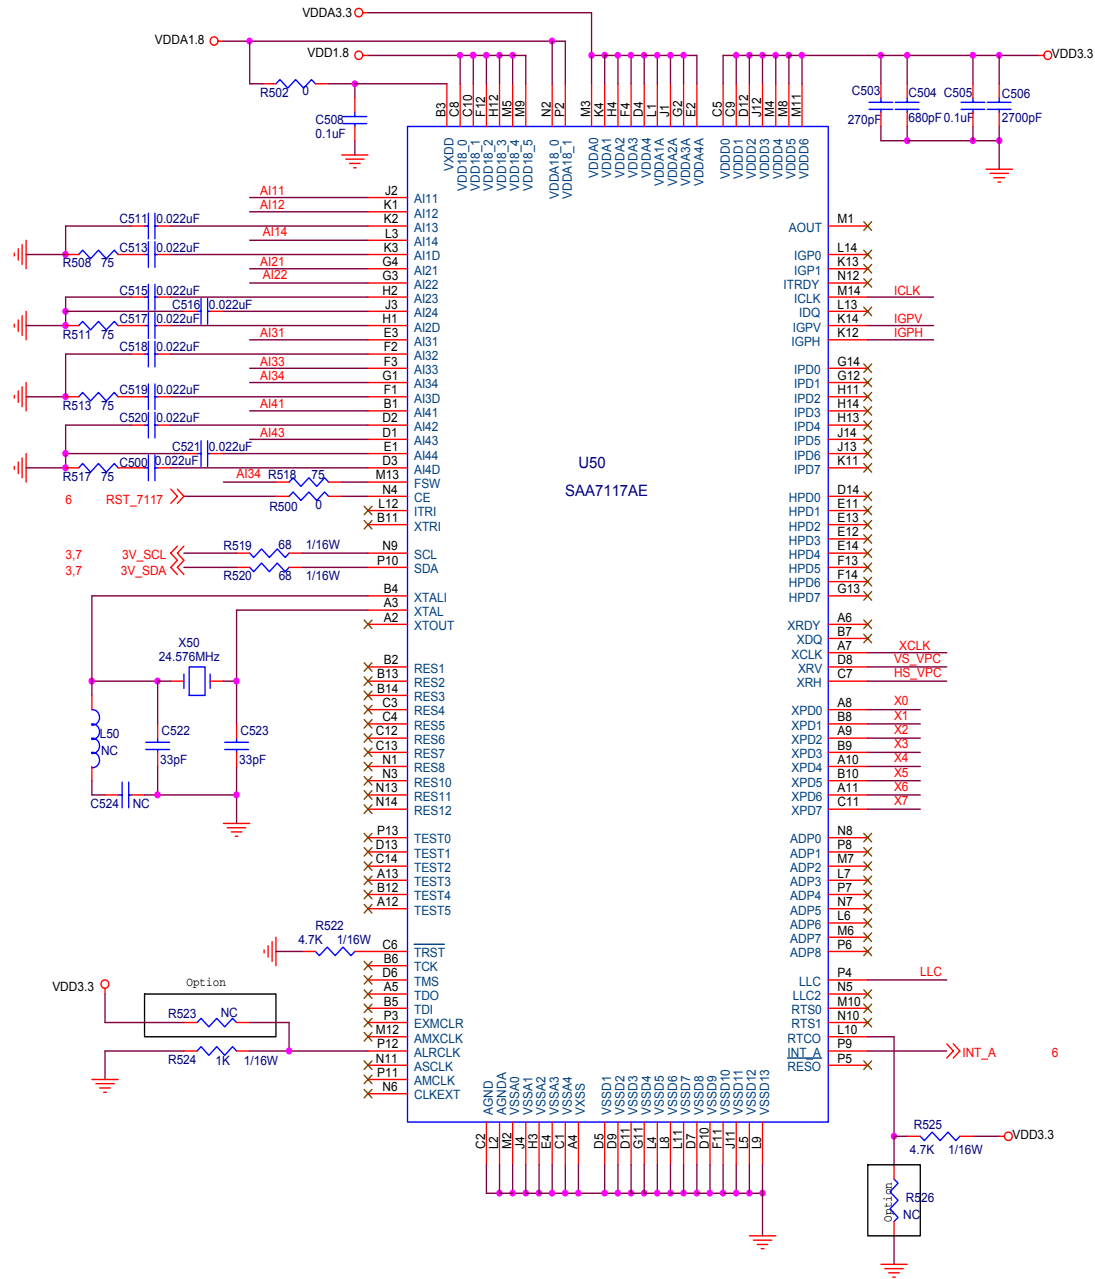 VDDA3.3
VDDA1.8
VDD1.8
VDD3.3
R502 0
C508
0.1uF
C503 C504 C505 C506
270pF 680pF 0.1uF 2700pF
B3 C8 C10 F12 H12 M5 M9 N2 P2 M3 K4 H4 F4 D4 L1 J1 G2 E2 C5 C9 D12 J12 M4 M8 M11
VXDD VDD18_0 VDD18_1 VDD18_2 VDD18_3 VDD18_4 VDD18_5 VDDA18_0 VDDA18_1 VDDA0 VDDA1 VDDA2 VDDA3 VDDA4 VDDA1A VDDA2A VDDA3A VDDA4A VDDD0 VDDD1 VDDD2 VDDD3 VDDD4 VDDD5 VDDD6
AI11 J2 AI11
AI12 K1 AI12
C511 0.022uF K2 AI13
AI14 L3 AI14
C513 0.022uF K3 AI1D
R508 75
AI21 G4 AI21
AI22 G3 AI22
C515 0.022uF H2 AI23
C516 0.022uF J3 AI24
C517 0.022uF H1 AI2D
R511 75
AI31 E3 AI31
C518 0.022uF F2 AI32
AI33 F3 AI33
AI34 G1 AI34
C519 0.022uF F1 AI3D
R513 75
AI41 B1 AI41
C520 0.022uF D2 AI42
AI43 D1 AI43
C521 0.022uF E1 AI44
C500 0.022uF D3 AI4D
R517 75
AI34 R518 75 M13 FSW
6 RST_7117 R500 0 N4 CE
L12 ITRI
B11 XTRI
3,7 3V_SCL R519 68 1/16W N9 SCL
3,7 3V_SDA R520 68 1/16W P10 SDA
B4 XTALI
A3 XTAL
A2 XTOUT
X50
24.576MHz
L50
NC
C522
33pF
C523
33pF
C524 NC
B2 RES1
B13 RES2
B14 RES3
C3 RES4
C4 RES5
C12 RES6
C13 RES7
N1 RES8
N3 RES10
N13 RES11
N14 RES12
P13 TEST0
D13 TEST1
C14 TEST2
A13 TEST3
B12 TEST4
A12 TEST5
R522
4.7K 1/16W
C6 TRST
B6 TCK
D6 TMS
A5 TDO
B5 TDI
P3 EXMCLR
M12 AMXCLK
P12 ALRCLK
N11 ASCLK
P11 AMCLK
N6 CLKEXT
VDD3.3
Option
R523 NC
R524 1K 1/16W
U50
SAA7117AE
AOUT M1
IGP0 L14
IGP1 K13
ITRDY N12
ICLK M14 ICLK
IDQ L13
IGPV K14 IGPV
IGPH K12 IGPH
IPD0 G14
IPD1 G12
IPD2 H11
IPD3 H14
IPD4 H13
IPD5 J14
IPD6 J13
IPD7 K11
HPD0 D14
HPD1 E11
HPD2 E13
HPD3 E12
HPD4 E14
HPD5 F13
HPD6 F14
HPD7 G13
XRDY A6
XDQ B7
XCLK A7 XCLK
XRV D8 VS_VPC
XRH C7 HS_VPC
XPD0 A8 X0
XPD1 B8 X1
XPD2 A9 X2
XPD3 B9 X3
XPD4 A10 X4
XPD5 B10 X5
XPD6 A11 X6
XPD7 C11 X7
ADP0 N8
ADP1 P8
ADP2 M7
ADP3 L7
ADP4 P7
ADP5 N7
ADP6 L6
ADP7 M6
ADP8 P6
LLC P4 LLC
LLC2 N5
RTS0 M10
RTS1 N10
RTCO L10
INT_A P9 INT_A 6
RESO P5
AGND AGNDA VSSA0 VSSA1 VSSA2 VSSA3 VSSA4 VXSS VSSD1 VSSD2 VSSD3 VSSD4 VSSD5 VSSD6 VSSD7 VSSD8 VSSD9 VSSD10 VSSD11 VSSD12 VSSD13
C2 L2 M2 J4 H3 E4 C1 A4 D5 D9 D11 G11 L4 L8 L11 D7 D10 F11 J11 L5 L9
R525
4.7K 1/16W
VDD3.3
Option
R526
NC